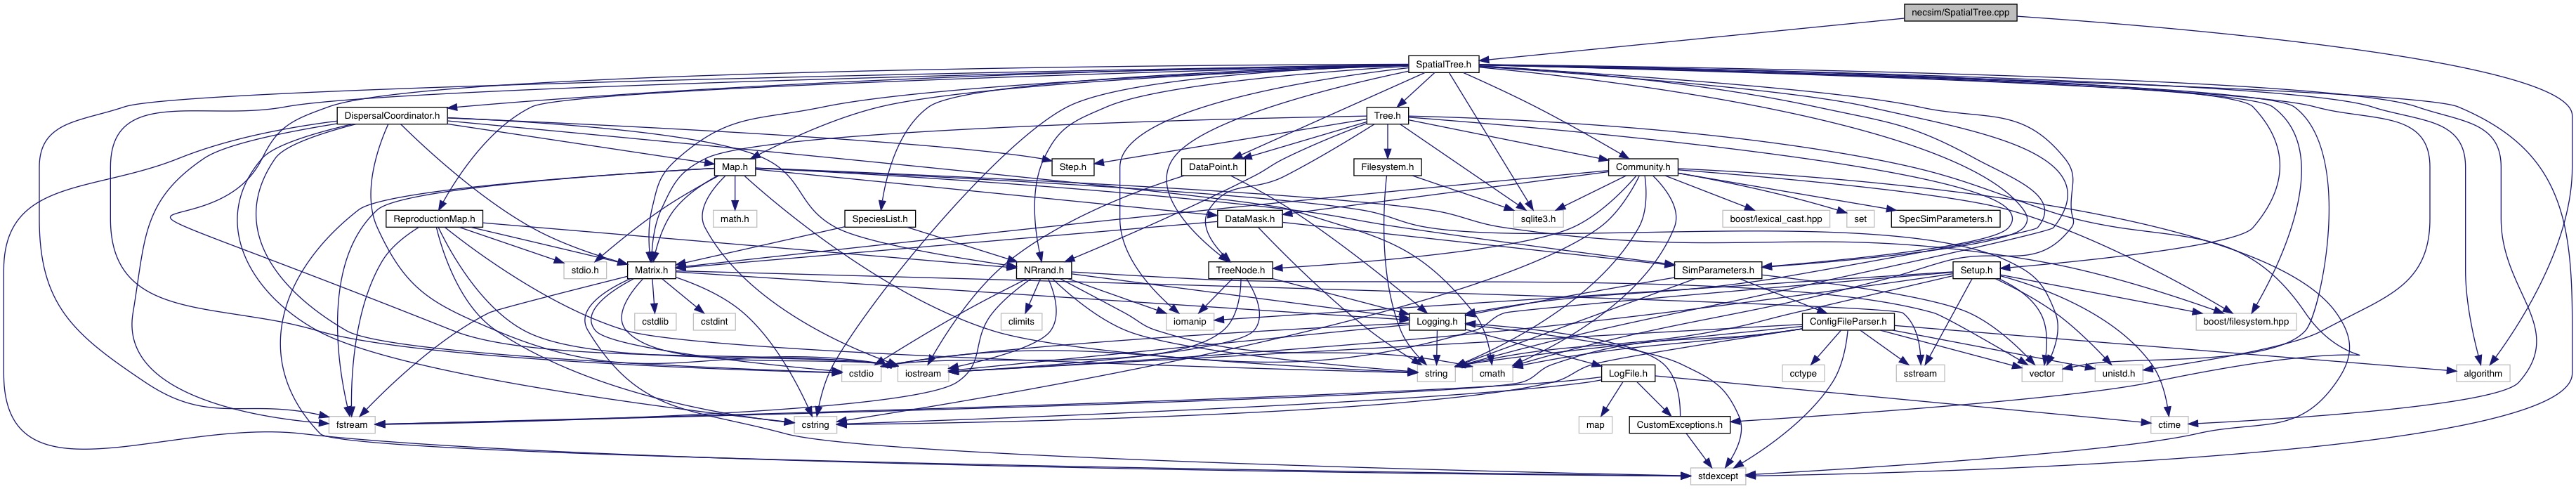 necsim/SpatialTree.cpp
SpatialTree.h
DispersalCoordinator.h
Tree.h
Map.h
Step.h
DataPoint.h
Filesystem.h
Community.h
ReproductionMap.h
math.h
SpeciesList.h
DataMask.h
sqlite3.h
boost/lexical_cast.hpp
set
SpecSimParameters.h
stdio.h
Matrix.h
NRrand.h
TreeNode.h
SimParameters.h
Setup.h
cstdlib
cstdint
climits
iomanip
Logging.h
ConfigFileParser.h
boost/filesystem.hpp
cstdio
iostream
string
cmath
LogFile.h
cctype
sstream
vector
unistd.h
algorithm
fstream
cstring
map
CustomExceptions.h
ctime
stdexcept